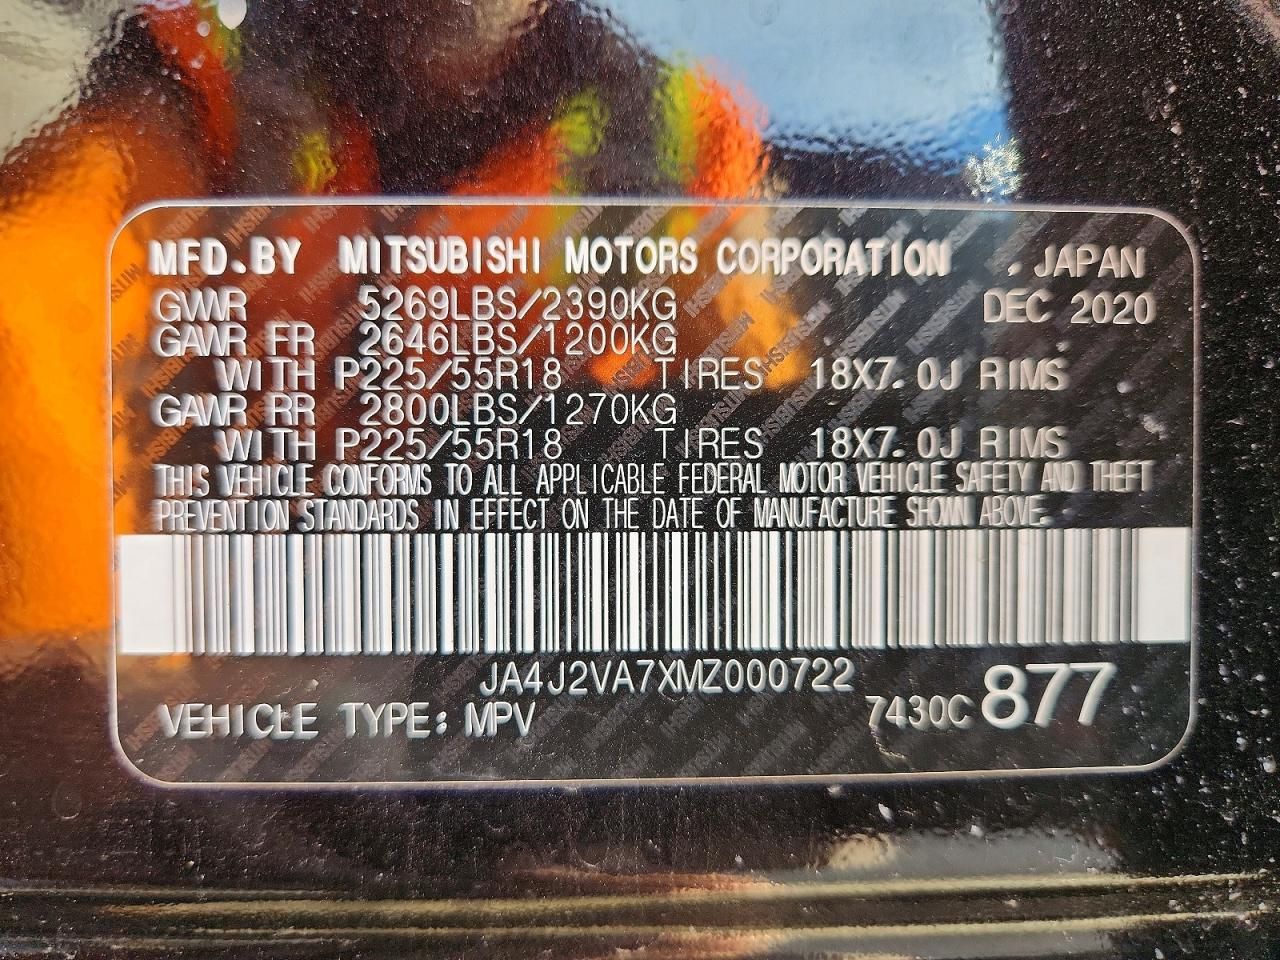 MFD.BY MITSUBISHI MOTORS CORPORATION . JAPAN
GVWR 5269LBS/2390KG DEC 2020
GAWR FR 2646LBS/1200KG
WITH P225/55R18 TIRES 18X7.0J RIMS
GAWR RR 2800LBS/1270KG
WITH P225/55R18 TIRES 18X7.0J RIMS
THIS VEHICLE CONFORMS TO ALL APPLICABLE FEDERAL MOTOR VEHICLE SAFETY AND THEFT
PREVENTION STANDARDS IN EFFECT ON THE DATE OF MANUFACTURE SHOWN ABOVE.
JA4J2VA7XMZ000722
VEHICLE TYPE: MPV 7430C 877